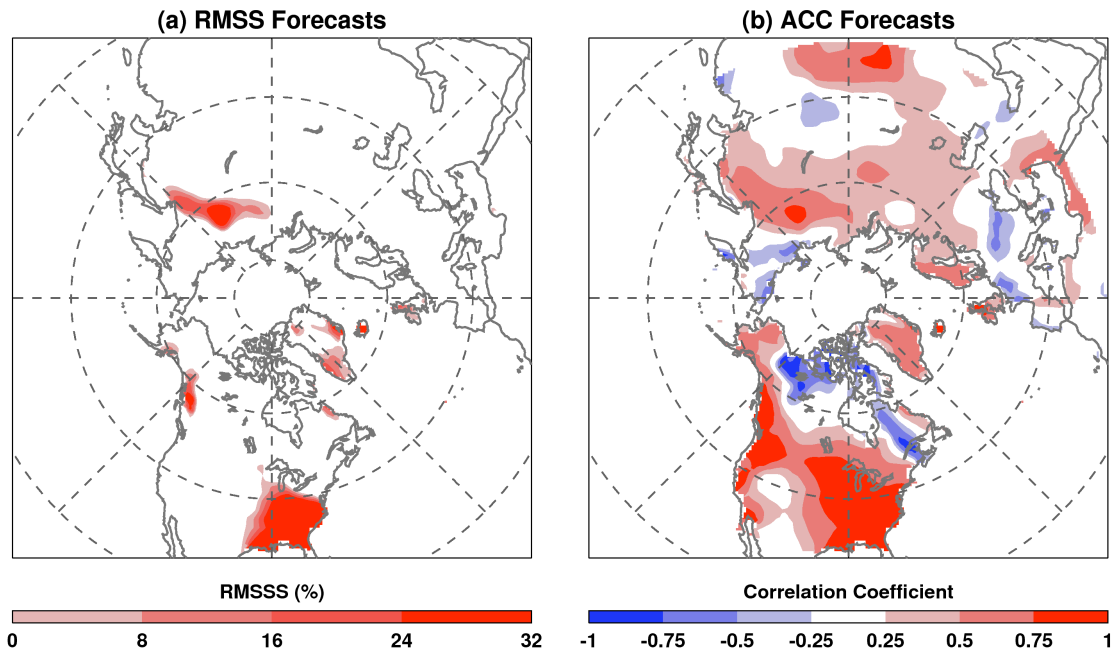 (a) RMSS Forecasts
(b) ACC Forecasts
RMSSS (%)
0 8 16 24 32
Correlation Coefficient
-1 -0.75 -0.5 -0.25 0.25 0.5 0.75 1